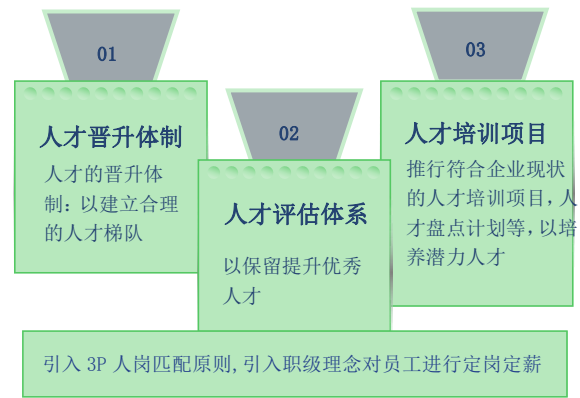 01
人才晋升体制
人才的晋升体
制：以建立合理
的人才梯队
02
人才评估体系
以保留提升优秀
人才
03
人才培训项目
推行符合企业现状
的人才培训项目，人
才盘点计划等，以培
养潜力人才
引入 3P 人岗匹配原则,引入职级理念对员工进行定岗定薪